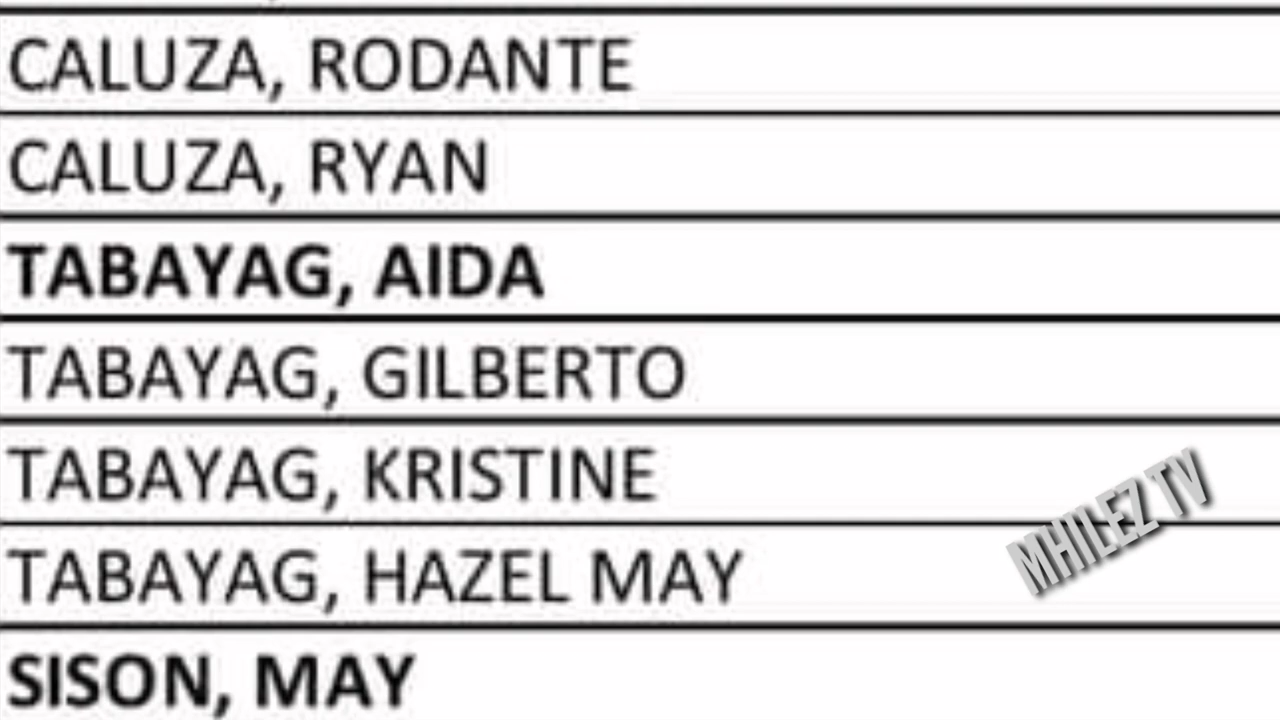 CALUZA, RODANTE
CALUZA, RYAN
TABAYAG, AIDA
TABAYAG, GILBERTO
TABAYAG, KRISTINE
MHILEZ TV
TABAYAG, HAZEL MAY
SISON, MAY